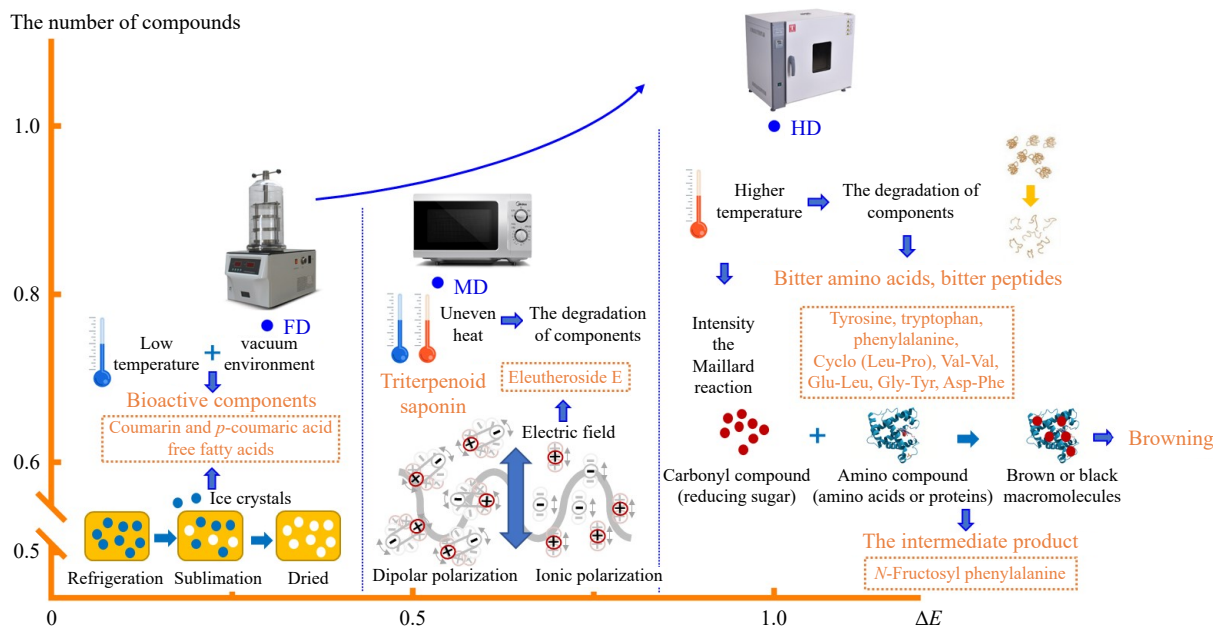 The number of compounds
1.0
0.8
0.6
0.5
0
0.5
1.0
ΔE
FD
Low
temperature
+
vacuum
environment
Bioactive components
Coumarin and p-coumaric acid
free fatty acids
Ice crystals
Refrigeration
Sublimation
Dried
MD
Uneven
heat
The degradation
of components
Triterpenoid
saponin
Eleutheroside E
Electric field
Dipolar polarization
Ionic polarization
HD
Higher
temperature
The degradation of
components
Bitter amino acids, bitter peptides
Tyrosine, tryptophan,
phenylalanine,
Cyclo (Leu-Pro), Val-Val,
Glu-Leu, Gly-Tyr, Asp-Phe
Intensity
the
Maillard
reaction
+
Browning
Carbonyl compound
(reducing sugar)
Amino compound
(amino acids or proteins)
Brown or black
macromolecules
The intermediate product
N-Fructosyl phenylalanine